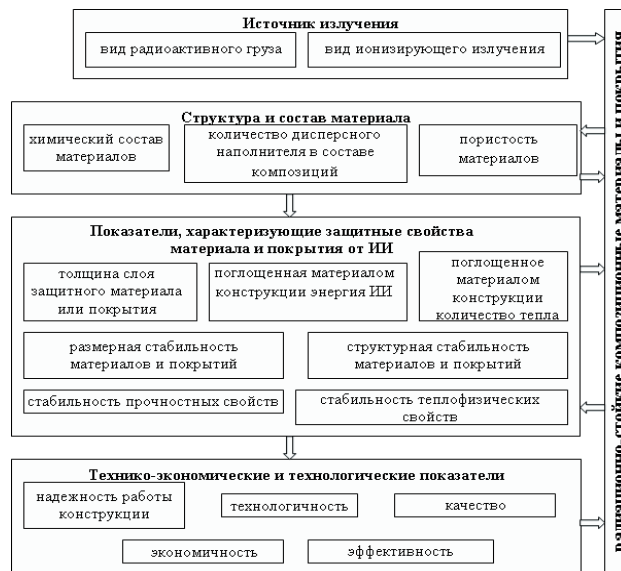 Источник излучения
вид радиоактивного груза
вид ионизирующего излучения
Структура и состав материала
химический состав
материалов
количество дисперсного
наполнителя в составе
композиций
пористость
материалов
Показатели, характеризующие защитные свойства
материала и покрытия от ИИ
толщина слоя
защитного материала
или покрытия
поглощенная материалом
конструкции энергия ИИ
поглощенное
материалом
конструкции
количество тепла
размерная стабильность
материалов и покрытий
структурная стабильность
материалов и покрытий
стабильность прочностных свойств
стабильность теплофизических
свойств
Технико-экономические и технологические показатели
надежность работы
конструкции
технологичность
качество
экономичность
эффективность
радиационно-стойкие композиционные материалы и покрытия